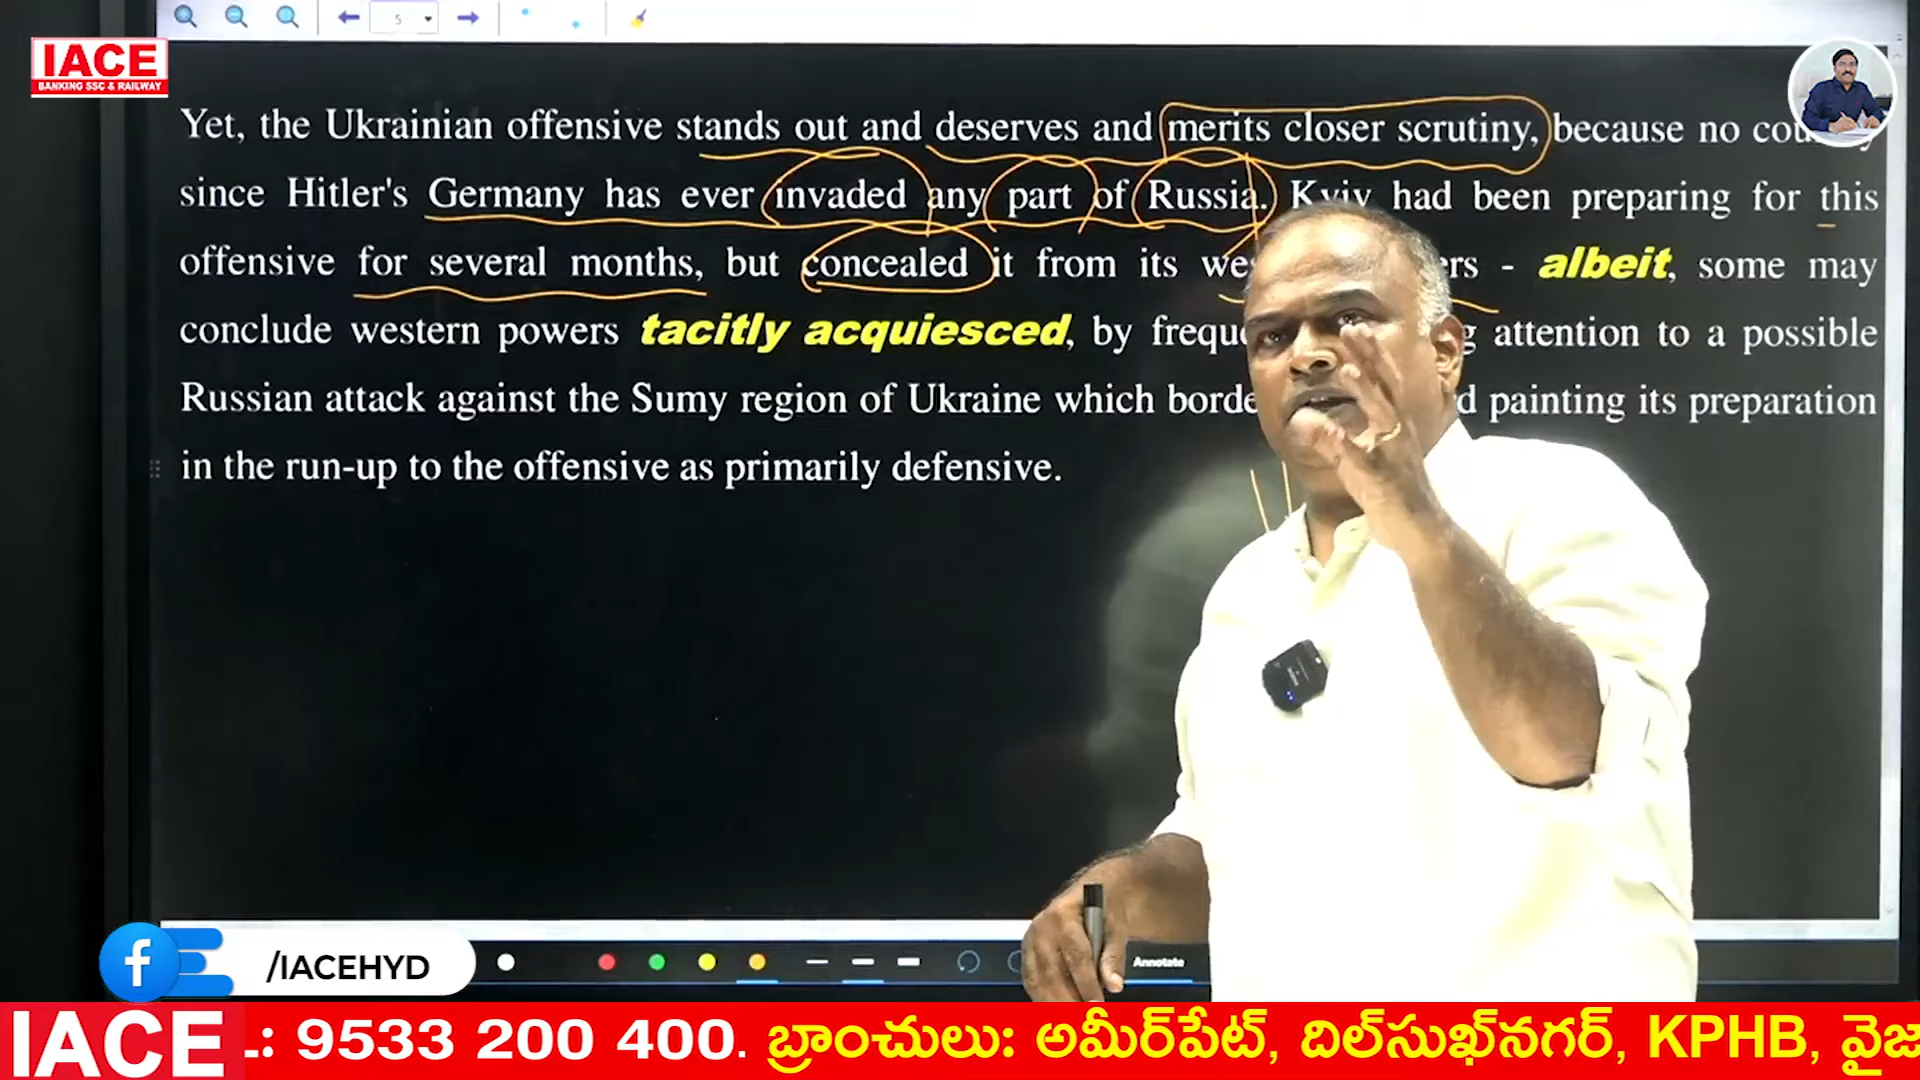 5
IACE
BANKING SSC & RAILWAY
Yet, the Ukrainian offensive stands out and deserves and merits closer scrutiny, because no
since Hitler's Germany has ever invaded any part of Russia. Kyiv had been preparing for this
offensive for several months, but concealed it from its - albeit, some may
conclude western powers tacitly acquiesced, by attention to a possible
Russian attack against the Sumy region of Ukraine which painting its preparation
in the run-up to the offensive as primarily defensive.
/IACEHYD
Annotate
IACE
: 9533 200 400. బ్రాంచులు: అమీర్‌పేట్, దిల్‌సుఖ్‌నగర్, KPHB,